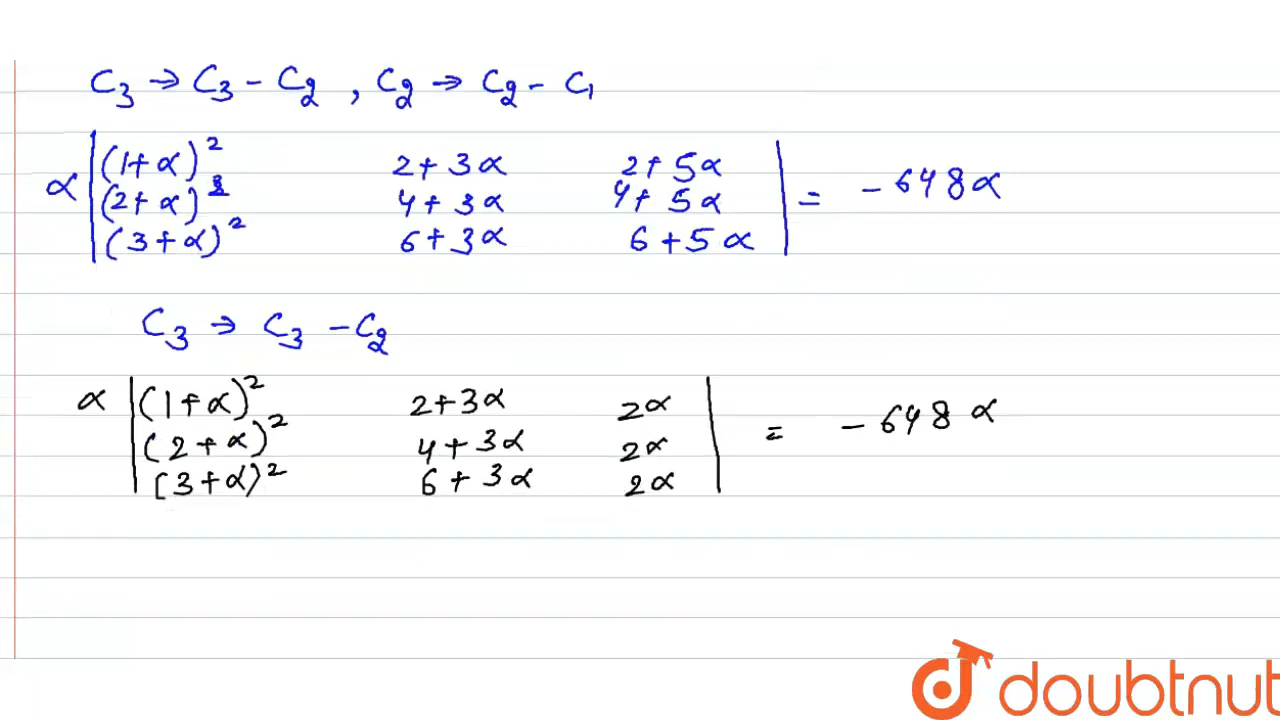 C₃ → C₃ - C₂ , C₂ → C₂ - C₁
α | (1+α)² 2+3α 2+5α |
(2+α)² 4+3α 4+5α = -648α
(3+α)² 6+3α 6+5α
C₃ → C₃ - C₂
α | (1+α)² 2+3α 2α |
(2+α)² 4+3α 2α = -648α
(3+α)² 6+3α 2α
doubtnut